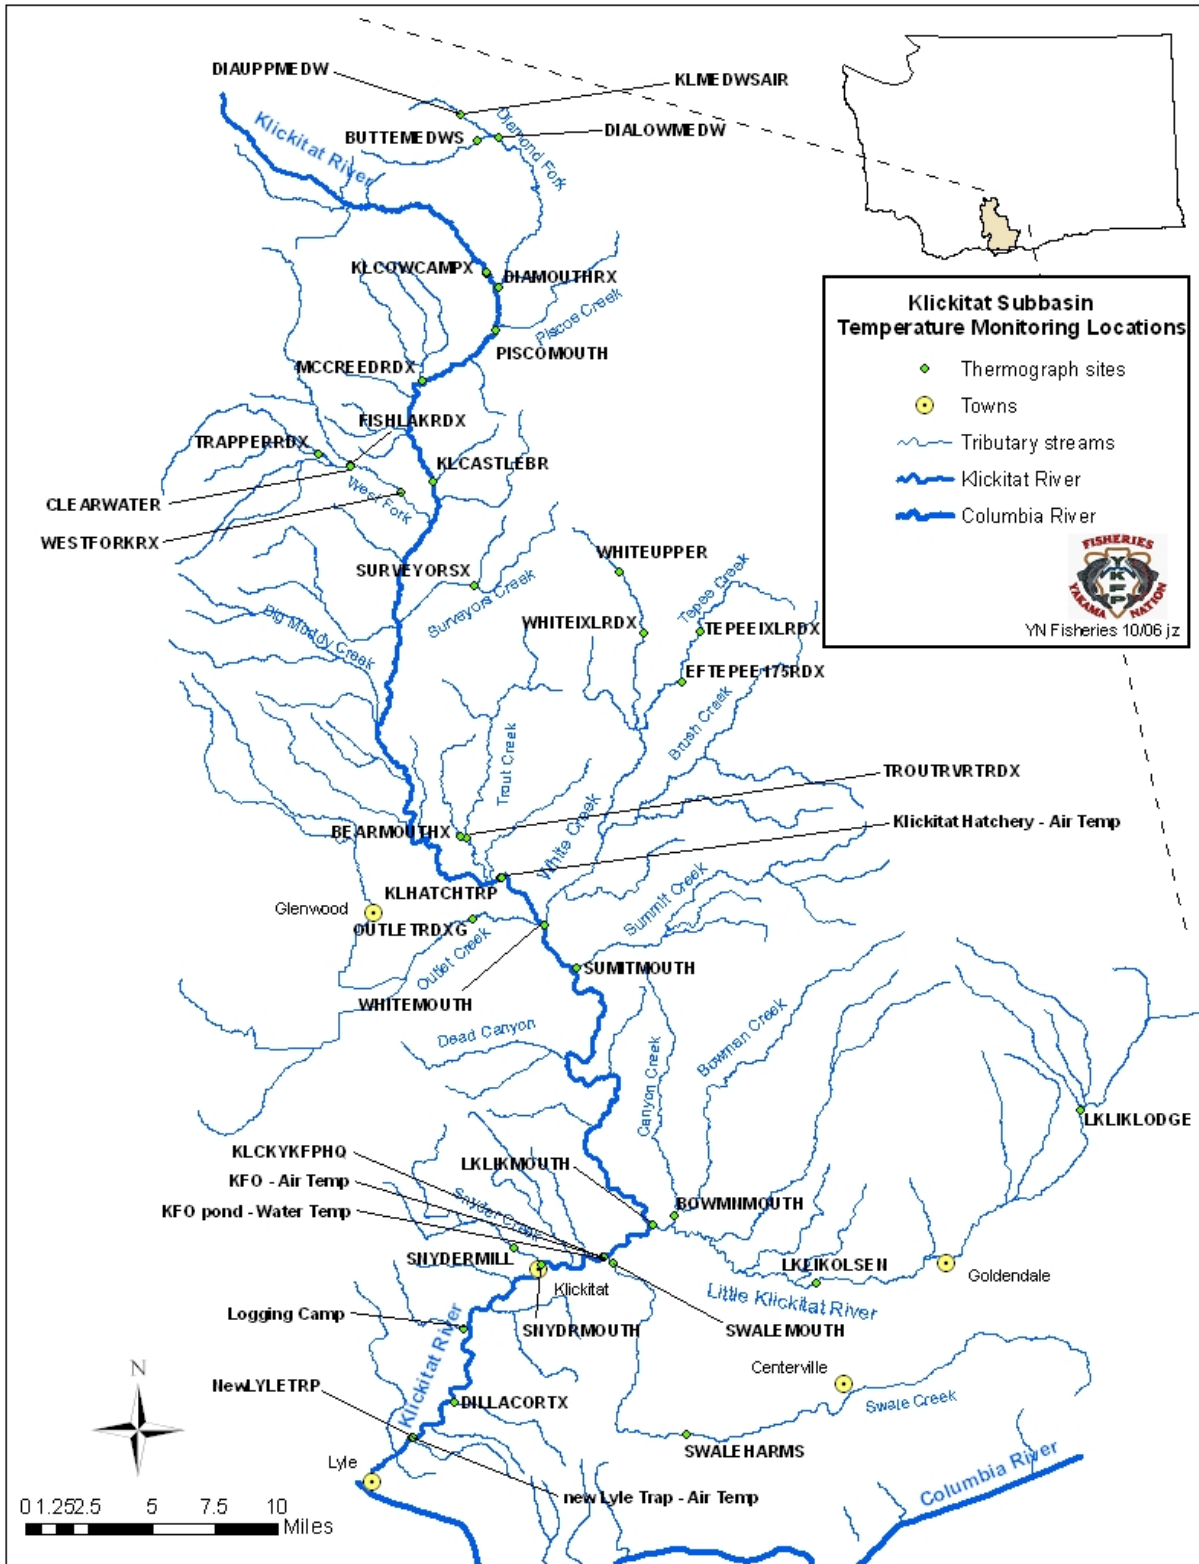 DIAUPPMEDW
KLMEDWSAIR
Klickitat River
BUTTEMEDWS
Diamond Fork
DIALOWMEDW
KLCOWCAMPX
DIAMOUTHRX
Piscoe Creek
PISCOMOUTH
MCCREEDRDX
Klickitat Subbasin
Temperature Monitoring Locations
Thermograph sites
Towns
Tributary streams
Klickitat River
Columbia River
FISHERIES
YKFP
YAKAMA NATION
YN Fisheries 10/06 jz
FISHLAKRDX
TRAPPERRDX
KLCASTLEBR
CLEARWATER
West Fork
WESTFORKRX
WHITEUPPER
SURVEYORSX
Surveyors Creek
Tepee Creek
Big Muddy Creek
WHITEIXLRDX
TEPEEIXLRDX
EFTEPEE175RDX
Brush Creek
Trout Creek
TROUTRVRTRDX
White Creek
BEARMOUTHX
Klickitat Hatchery - Air Temp
KLHATCHTRP
Summit Creek
Glenwood
OUTLETRDXG
Outlet Creek
SUMITMOUTH
WHITEMOUTH
Dead Canyon
Canyon Creek
Bowman Creek
LKLIKLODGE
KLCKYKFPHQ
LKLIKMOUTH
KFO - Air Temp
Snyder Creek
BOWMNMOUTH
KFO pond - Water Temp
SNYDERMILL
LKLIKOLSEN
Goldendale
Klickitat
Little Klickitat River
Logging Camp
SNYDRMOUTH
SWALEMOUTH
Klickitat River
Centerville
N
NewLYLETRP
DILLACORTX
Swale Creek
SWALEHARMS
Lyle
Columbia River
new Lyle Trap - Air Temp
0 1.25 2.5 5 7.5 10
Miles